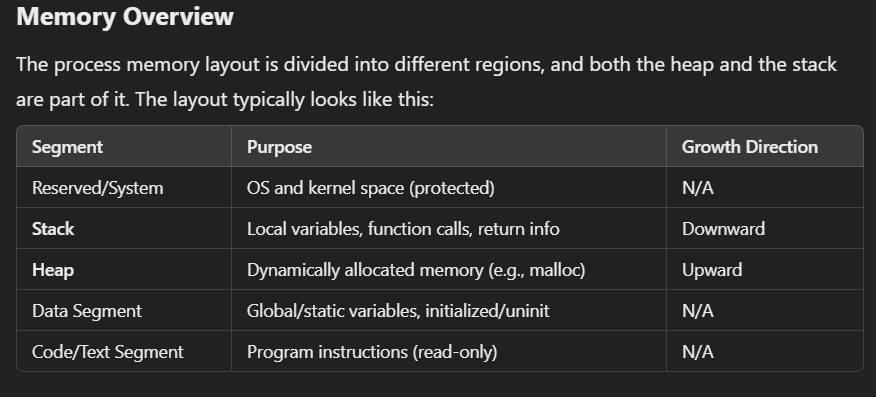 Memory Overview
The process memory layout is divided into different regions, and both the heap and the stack
are part of it. The layout typically looks like this:
Segment Purpose Growth Direction
Reserved/System OS and kernel space (protected) N/A
Stack Local variables, function calls, return info Downward
Heap Dynamically allocated memory (e.g., malloc) Upward
Data Segment Global/static variables, initialized/uninit N/A
Code/Text Segment Program instructions (read-only) N/A